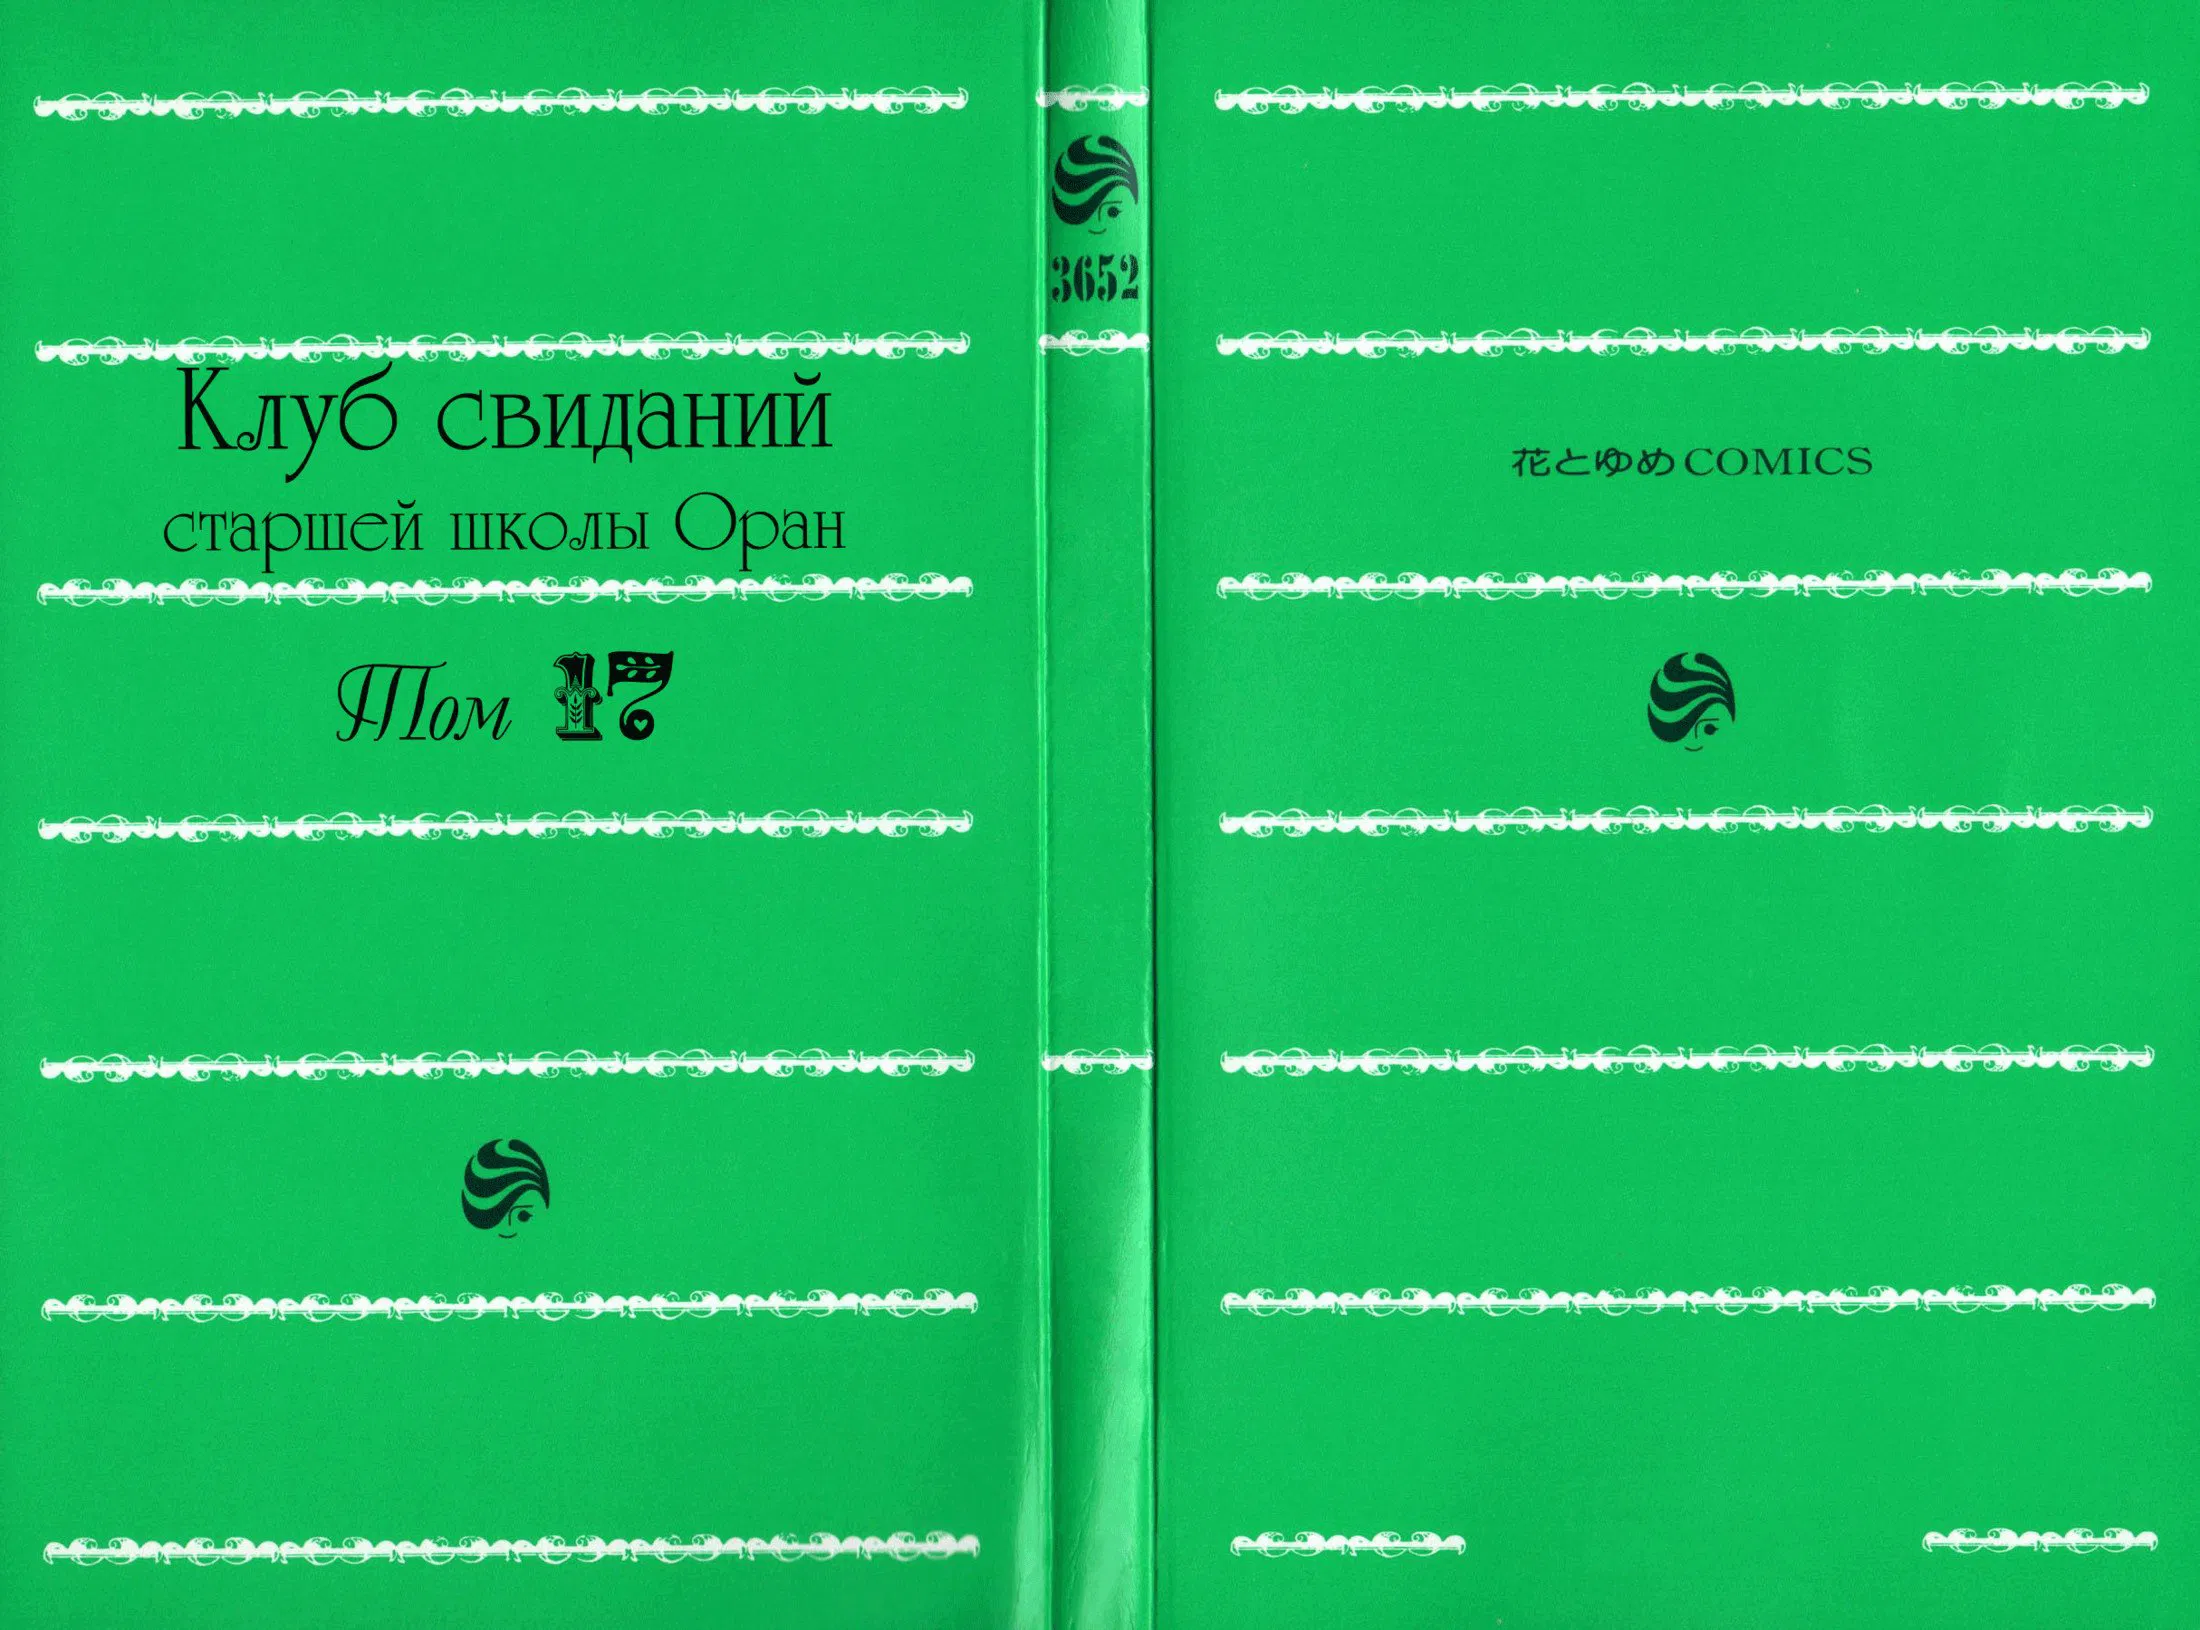 Клуб свиданий
старшей школы Оран
Том 17
3652
花とゆめCOMICS